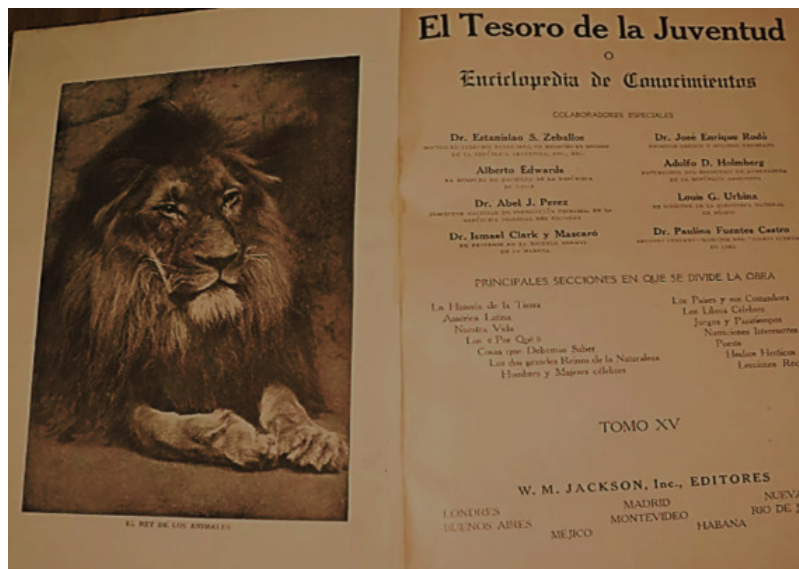 EL REY DE LOS ANIMALES
El Tesoro de la Juventud
O
Enciclopedia de Conocimientos
COLABORADORES ESPECIALES
Dr. Estanislao S. Zeballos
Alberto Edwards
Dr. Abel J. Perez
Dr. Ismael Clark y Mascaró
Dr. José Enrique Rodó
Adolfo D. Holmberg
Louis G. Urbina
Dr. Paulino Fuentes Castro
PRINCIPALES SECCIONES EN QUE SE DIVIDE LA OBRA
La Historia de la Tierra
América Latina
Nuestra Vida
Los « Por Qué »
Cosas que Debemos Saber
Los dos grandes Reinos de la Naturaleza
Hombres y Mujeres célebres
Los Países y sus Costumbres
Los Libros Célebres
Juegos y Pasatiempos
Narraciones Interesantes
Poesía
Hechos Heróicos
Lecciones Rec
TOMO XV
W. M. JACKSON, Inc., EDITORES
LONDRES MADRID NUEVA
BUENOS AIRES MONTEVIDEO RIO DE J
MEJICO HABANA